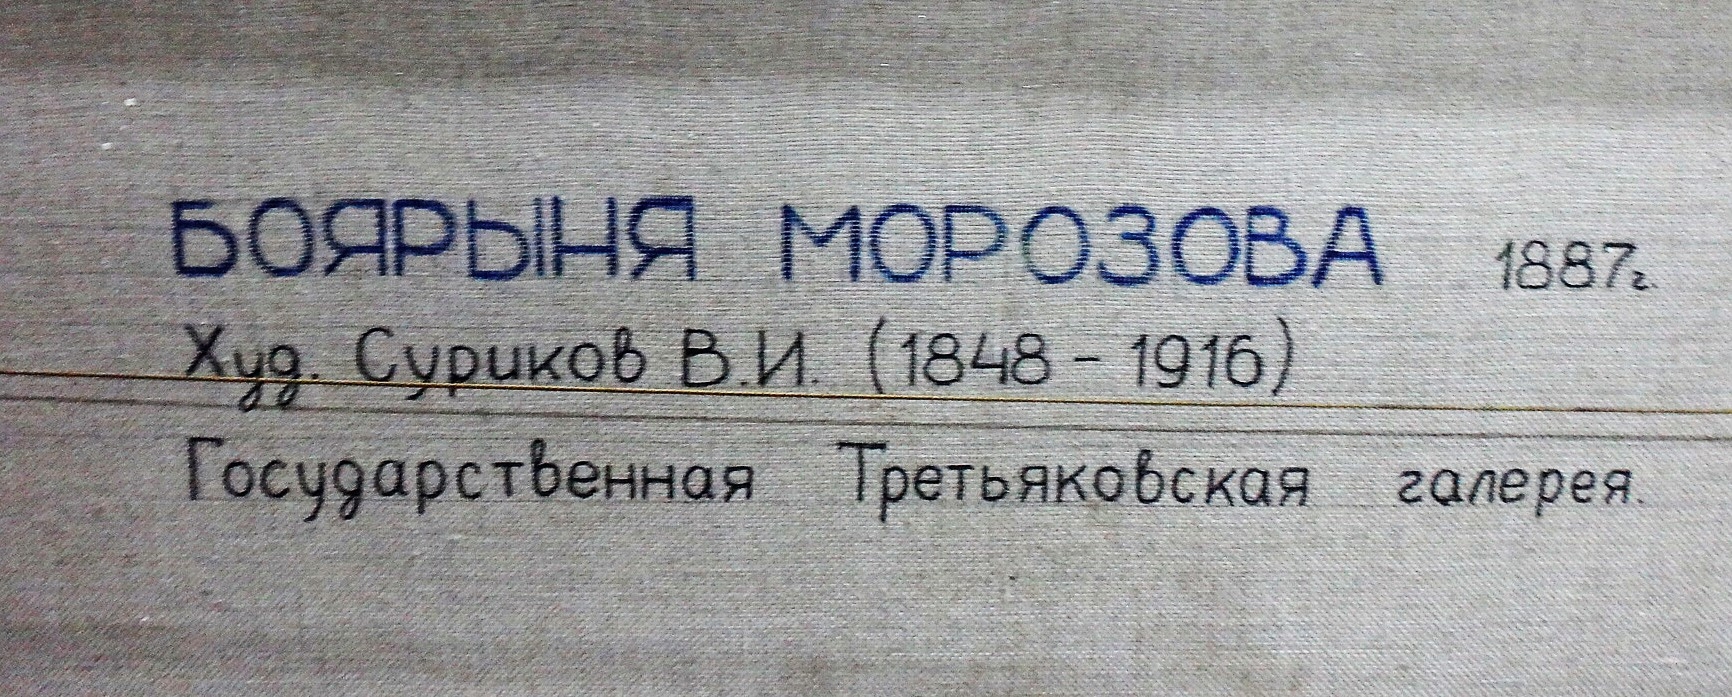 БОЯРЫНЯ МОРОЗОВА 1887г.
Худ. Суриков В.И. (1848 - 1916)
Государственная Третьяковская галерея.